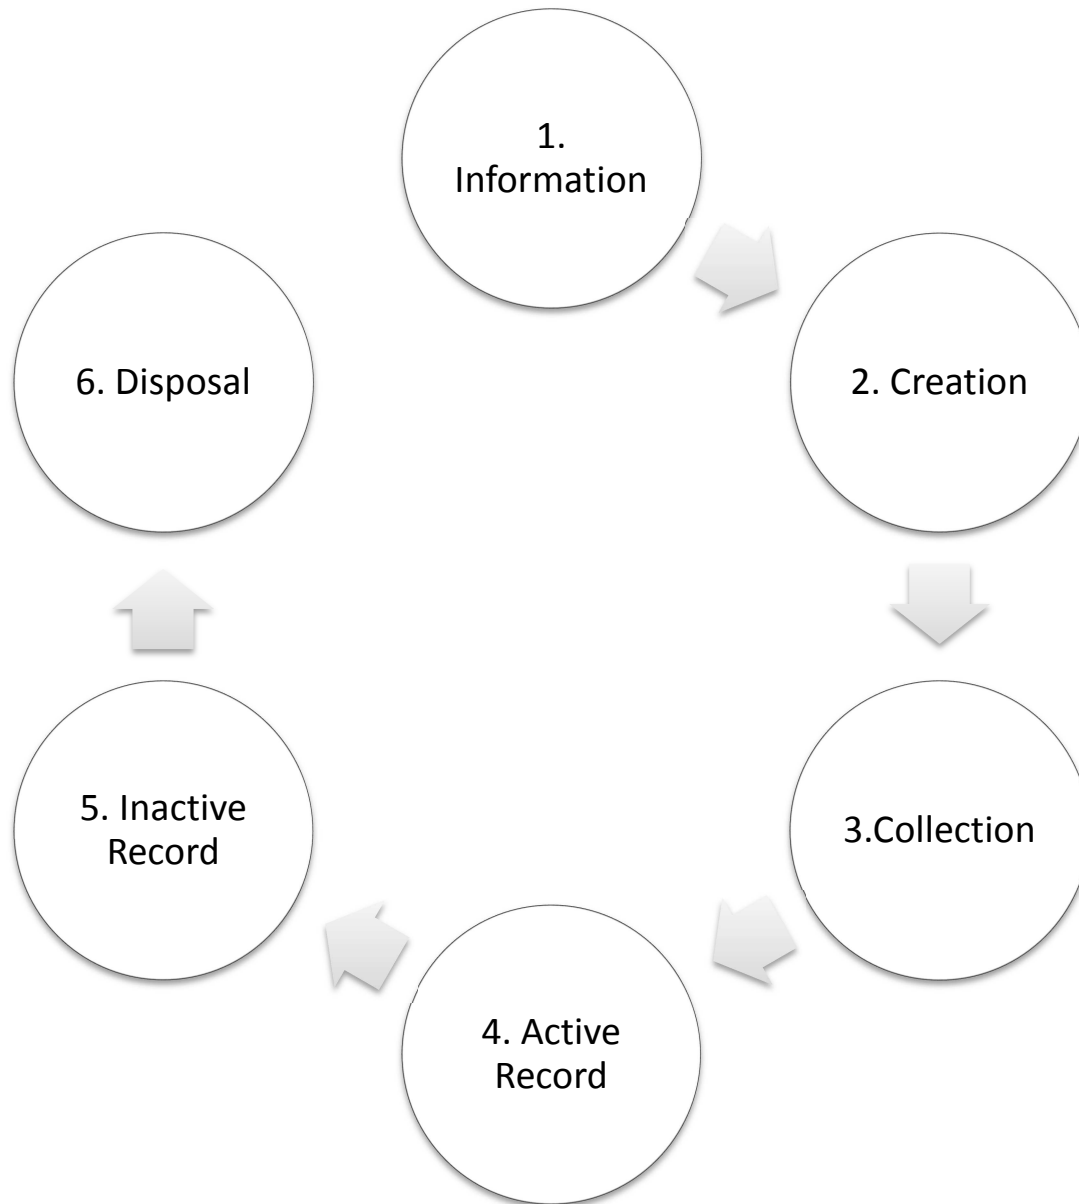 1.
Information
2. Creation
3.Collection
4. Active
Record
5. Inactive
Record
6. Disposal